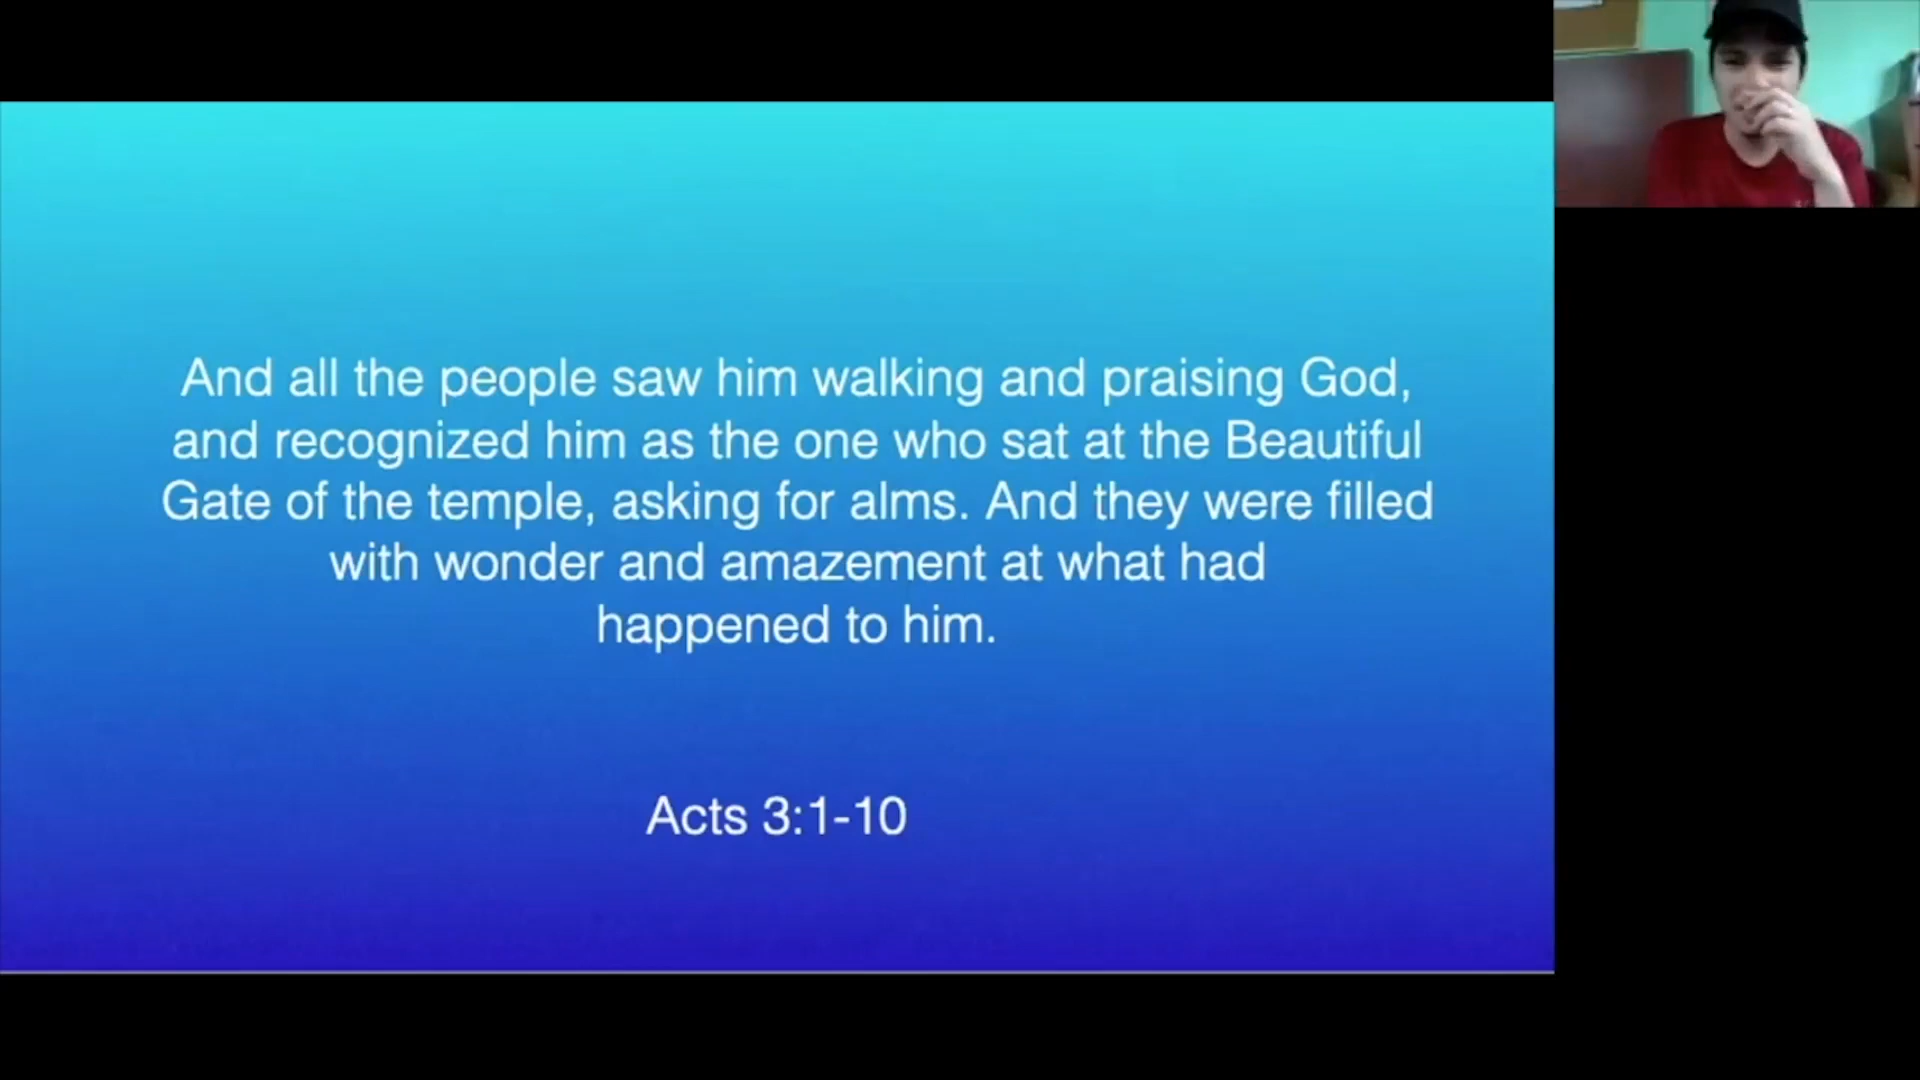 And all the people saw him walking and praising God,
and recognized him as the one who sat at the Beautiful
Gate of the temple, asking for alms. And they were filled
with wonder and amazement at what had
happened to him.
Acts 3:1-10